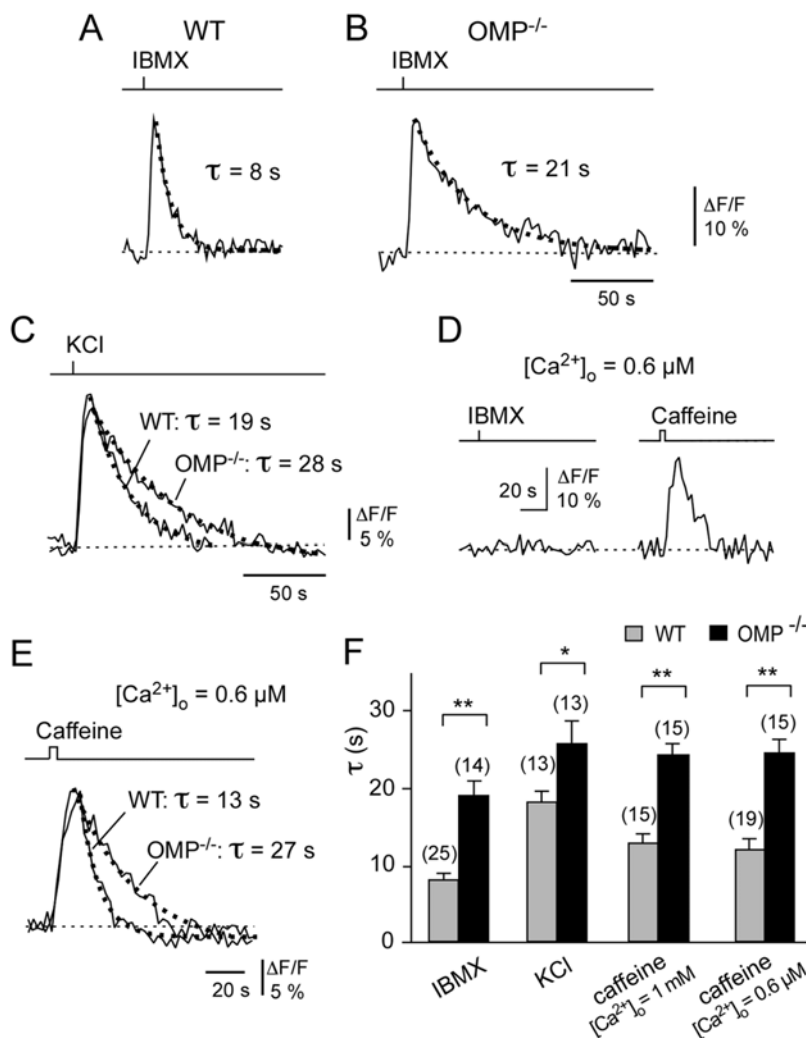 A
WT
IBMX
τ = 8 s
B
OMP-/-
IBMX
τ = 21 s
ΔF/F
10 %
50 s
C
KCl
WT: τ = 19 s
OMP-/-: τ = 28 s
ΔF/F
5 %
50 s
D
[Ca2+]o = 0.6 µM
IBMX
Caffeine
20 s
ΔF/F
10 %
E
[Ca2+]o = 0.6 µM
Caffeine
WT: τ = 13 s
OMP-/-: τ = 27 s
20 s
ΔF/F
5 %
F
WT
OMP -/-
τ (s)
30
20
10
0
**
*
**
**
(25)
(14)
(13)
(13)
(15)
(15)
(19)
(15)
IBMX
KCl
caffeine
[Ca2+]o = 1 mM
caffeine
[Ca2+]o = 0.6 µM